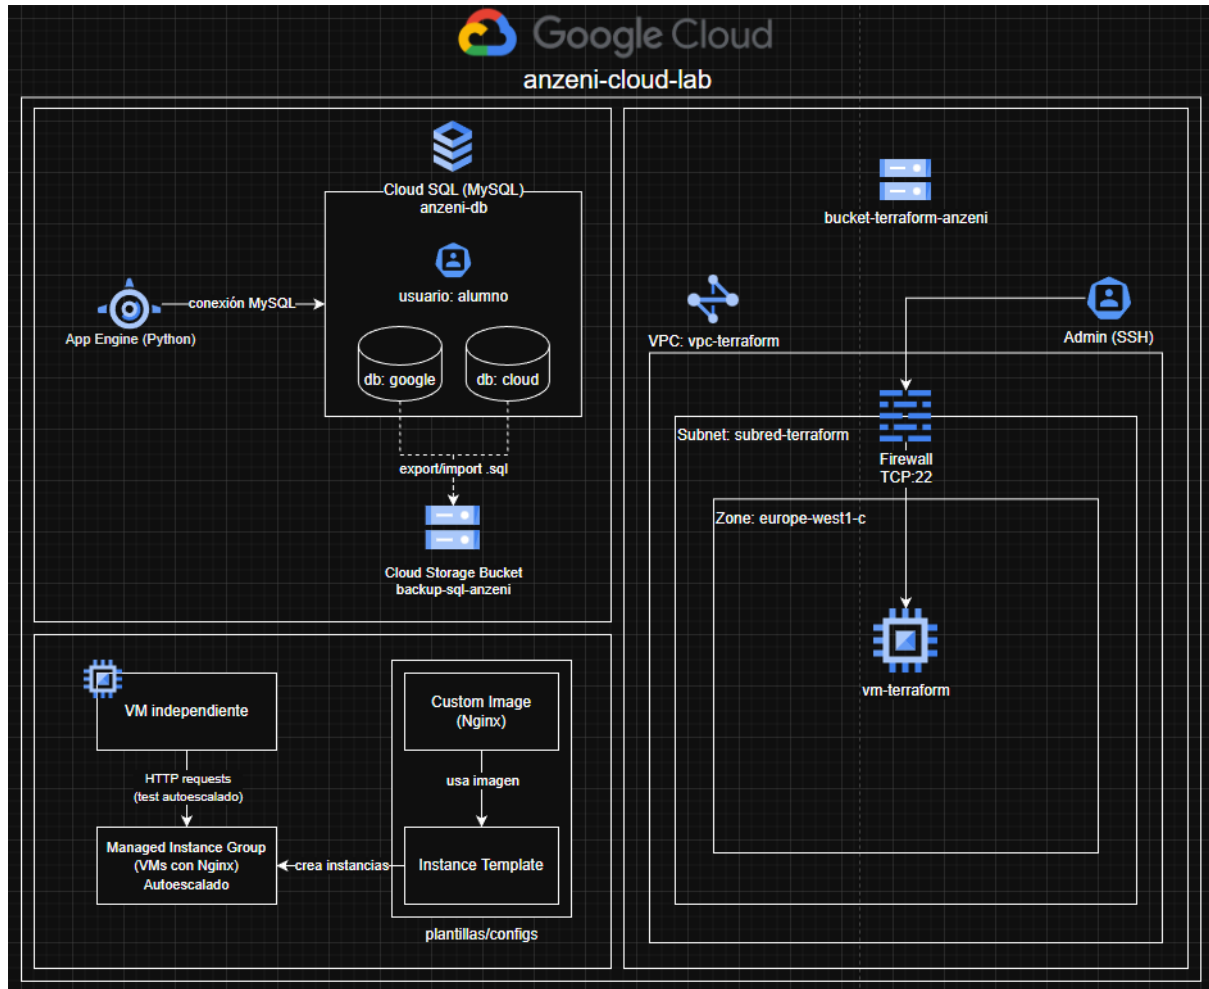 Google Cloud
anzeni-cloud-lab
Cloud SQL (MySQL)
anzeni-db
usuario: alumno
conexión MySQL
App Engine (Python)
db: google
db: cloud
export/import .sql
Cloud Storage Bucket
backup-sql-anzeni
VM independiente
HTTP requests
(test autoescalado)
Managed Instance Group
(VMs con Nginx)
Autoescalado
Custom Image
(Nginx)
usa imagen
Instance Template
crea instancias
plantillas/configs
bucket-terraform-anzeni
VPC: vpc-terraform
Admin (SSH)
Subnet: subred-terraform
Firewall
TCP:22
Zone: europe-west1-c
vm-terraform